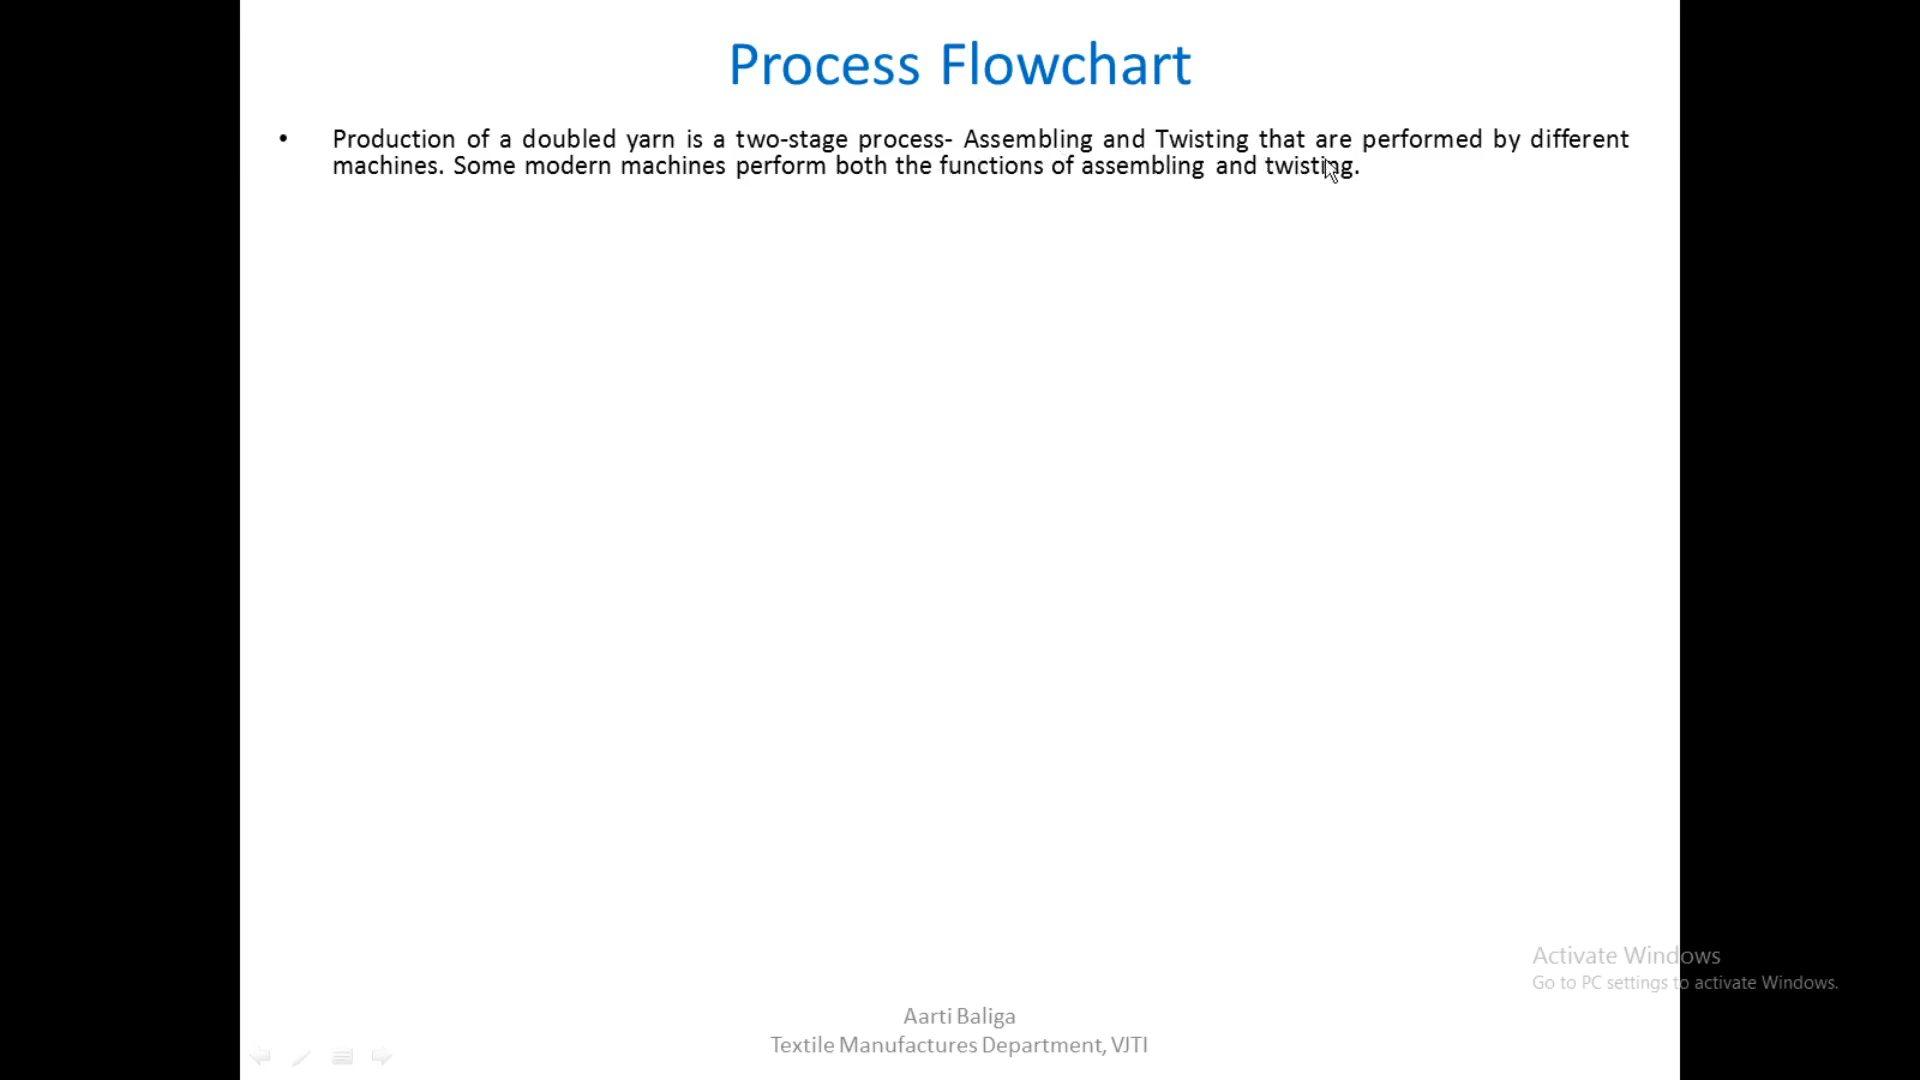 Process Flowchart
• Production of a doubled yarn is a two-stage process- Assembling and Twisting that are performed by different
machines. Some modern machines perform both the functions of assembling and twisting.
Activate Windows
Go to PC settings to activate Windows.
Aarti Baliga
Textile Manufactures Department, VJTI